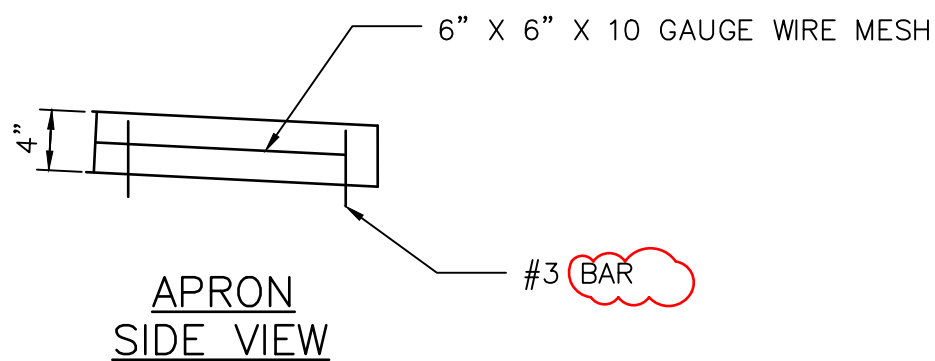 6” X 6” X 10 GAUGE WIRE MESH
4”
#3 BAR
APRON
SIDE VIEW